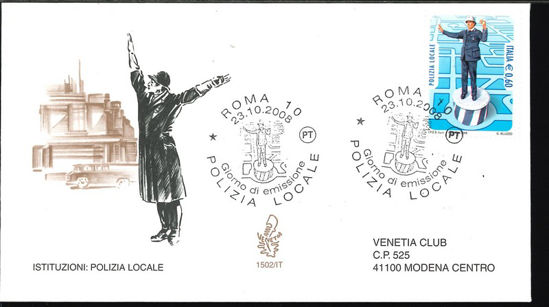 POLIZIA LOCALE
ITALIA € 0,60
ROMA 10
23.10.2008
PT
Giorno di emissione
* POLIZIA LOCALE
ROMA 10
23.10.2008
PT
Giorno di emissione
* POLIZIA LOCALE
1502/IT
ISTITUZIONI: POLIZIA LOCALE
VENETIA CLUB
C.P. 525
41100 MODENA CENTRO